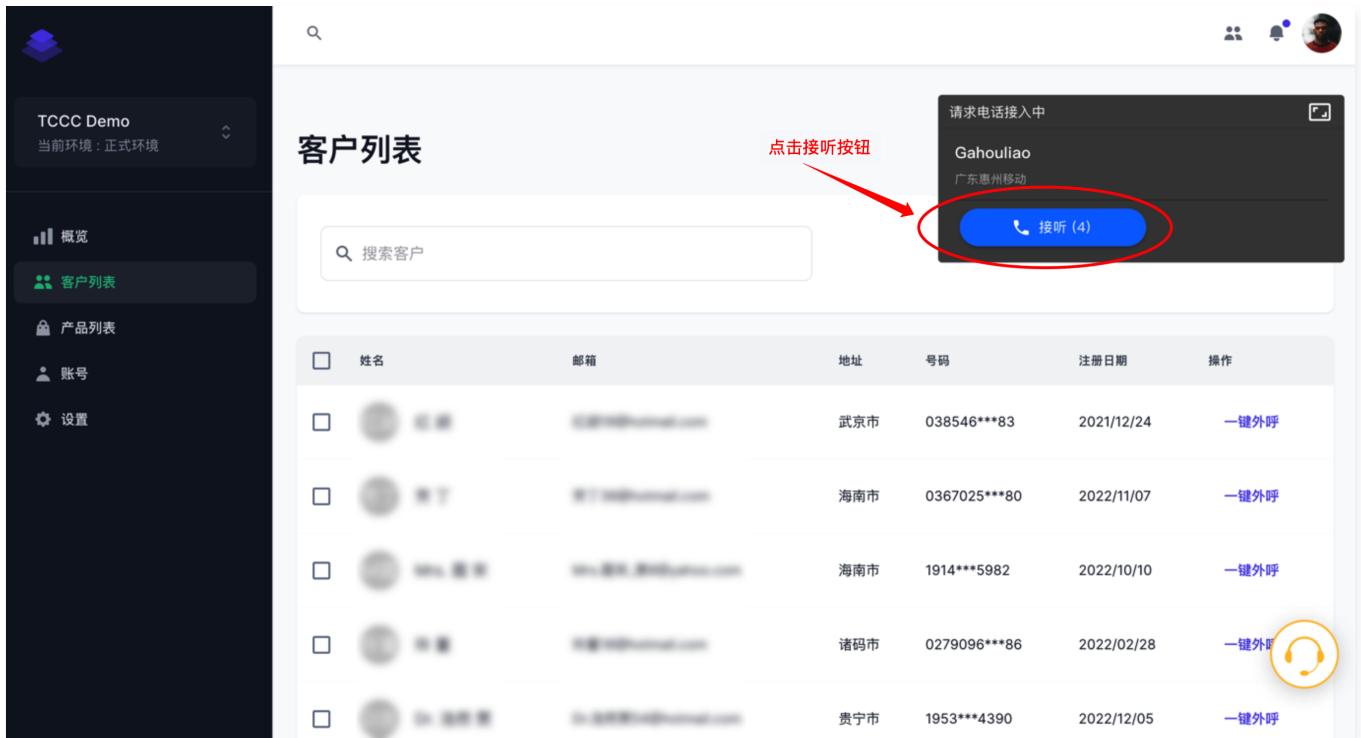 TCCC Demo
当前环境 : 正式环境
概览
客户列表
产品列表
账号
设置
客户列表
点击接听按钮
请求电话接入中
Gahouliao
广东惠州移动
接听 (4)
搜索客户
姓名 邮箱 地址 号码 注册日期 操作
武京市 038546***83 2021/12/24 一键外呼
海南市 0367025***80 2022/11/07 一键外呼
海南市 1914***5982 2022/10/10 一键外呼
诸码市 0279096***86 2022/02/28 一键外
贵宁市 1953***4390 2022/12/05 一键外呼